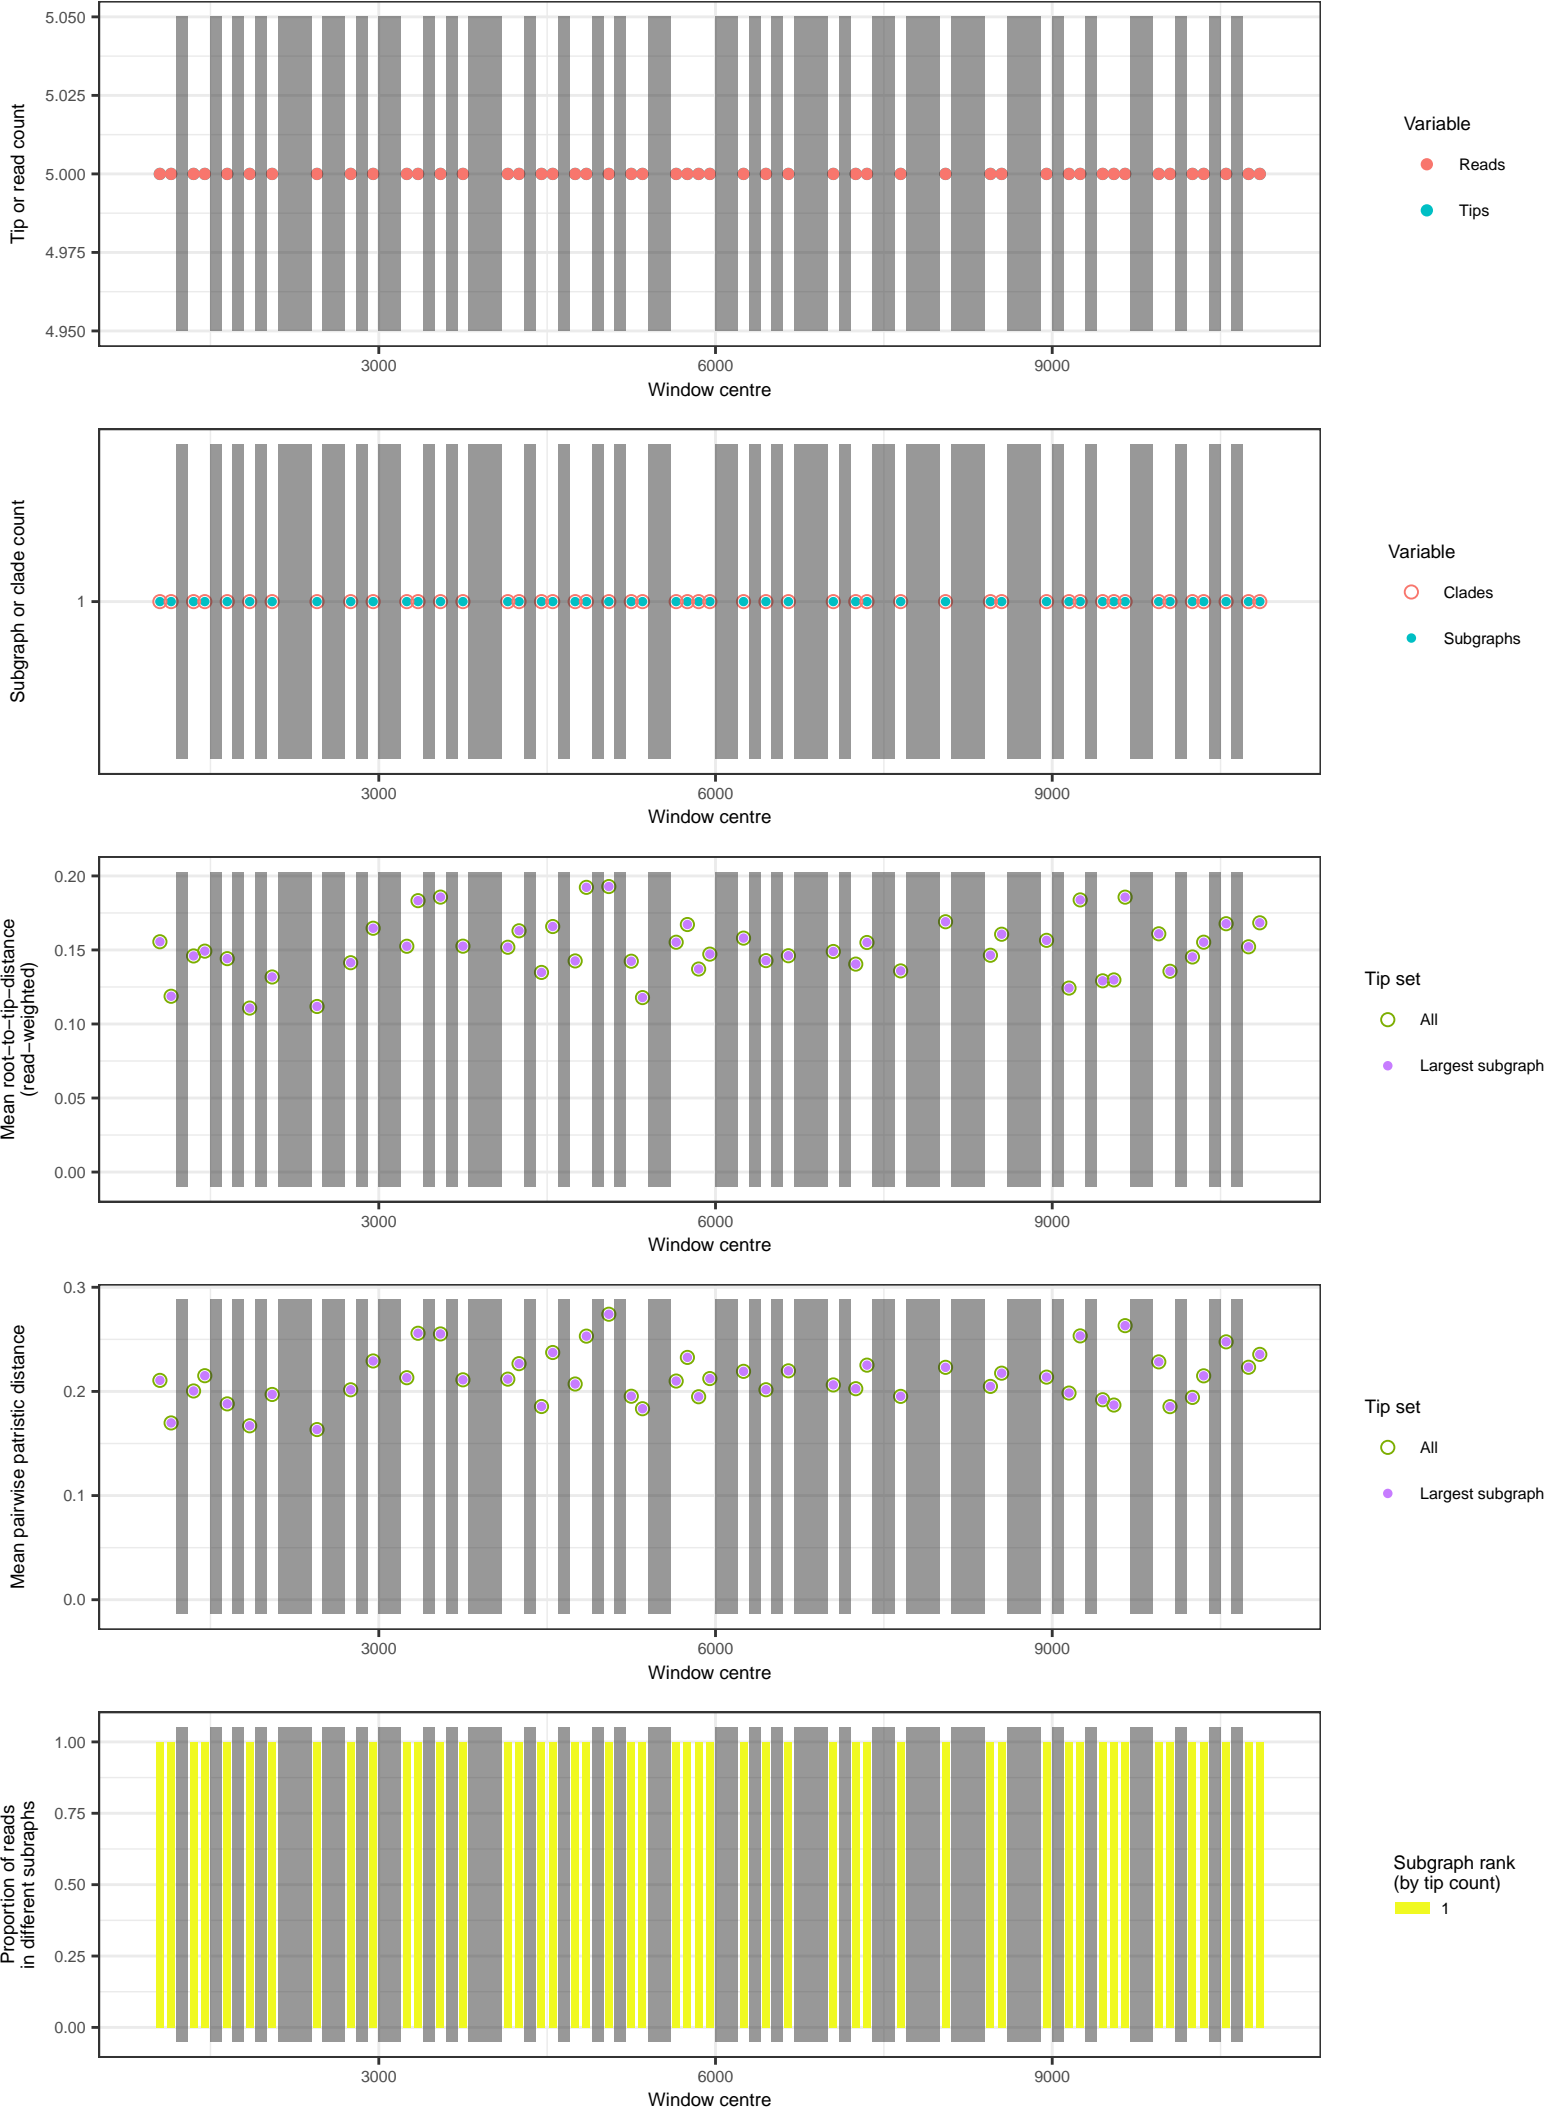 5.050
5.025
5.000
4.975
4.950
Tip or read count
3000 6000 9000
Window centre
Variable
Reads
Tips
1
Subgraph or clade count
3000 6000 9000
Window centre
Variable
Clades
Subgraphs
0.20
0.15
0.10
0.05
0.00
Mean root−to−tip−distance
(read−weighted)
3000 6000 9000
Window centre
Tip set
All
Largest subgraph
0.3
0.2
0.1
0.0
Mean pairwise patristic distance
3000 6000 9000
Window centre
Tip set
All
Largest subgraph
1.00
0.75
0.50
0.25
0.00
Proportion of reads
in different subraphs
3000 6000 9000
Window centre
Subgraph rank
(by tip count)
1